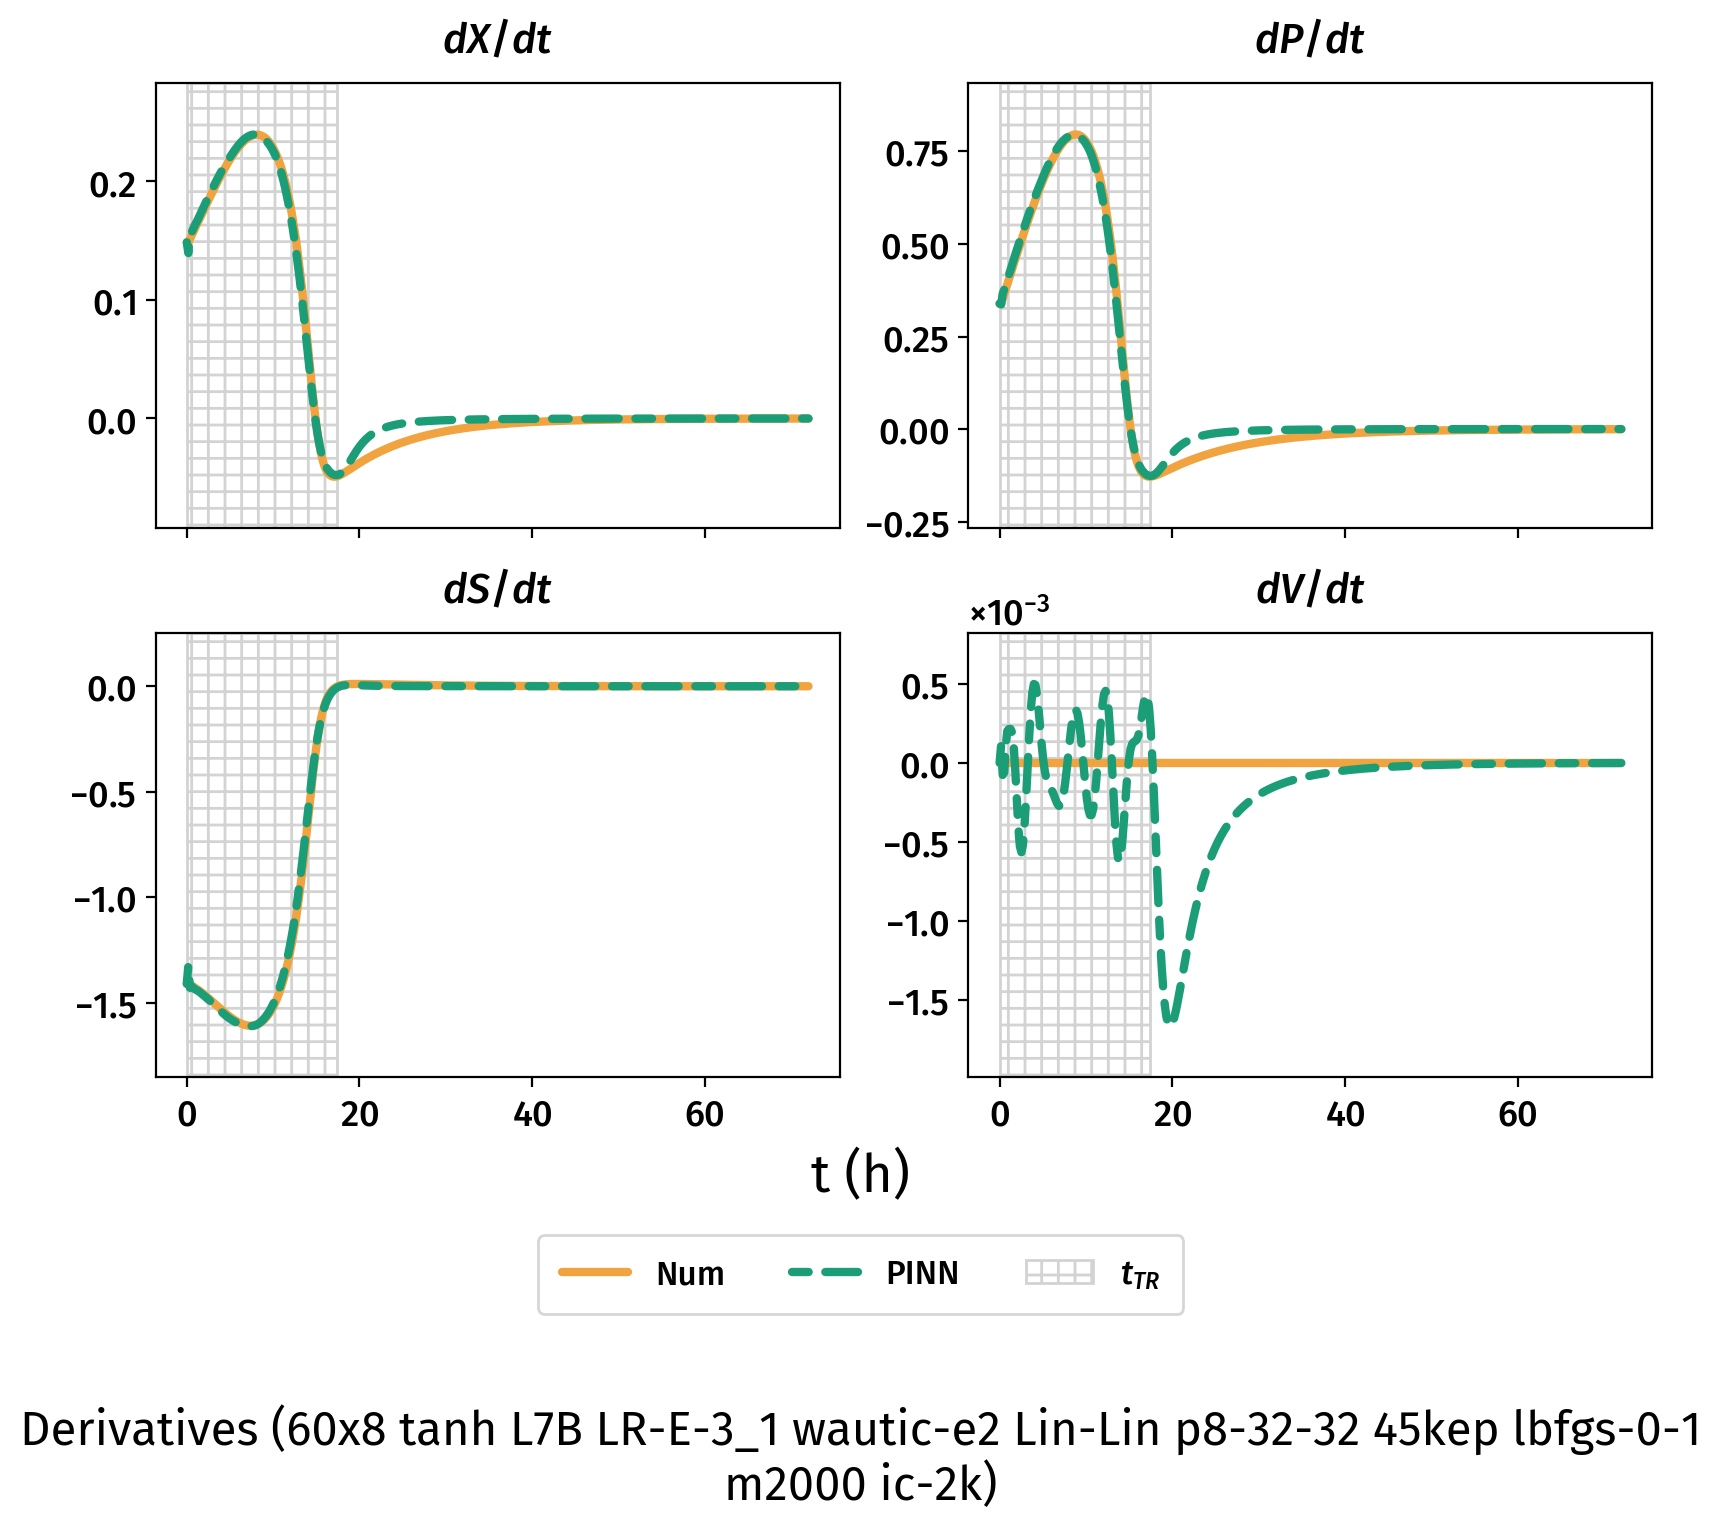 dX/dt
dP/dt
0.2
0.1
0.0
0.75
0.50
0.25
0.00
−0.25
dS/dt
dV/dt
×10⁻³
0.0
−0.5
−1.0
−1.5
0.5
0.0
−0.5
−1.0
−1.5
0 20 40 60
0 20 40 60
t (h)
Num PINN t_TR
Derivatives (60x8 tanh L7B LR-E-3_1 wautic-e2 Lin-Lin p8-32-32 45kep lbfgs-0-1
m2000 ic-2k)